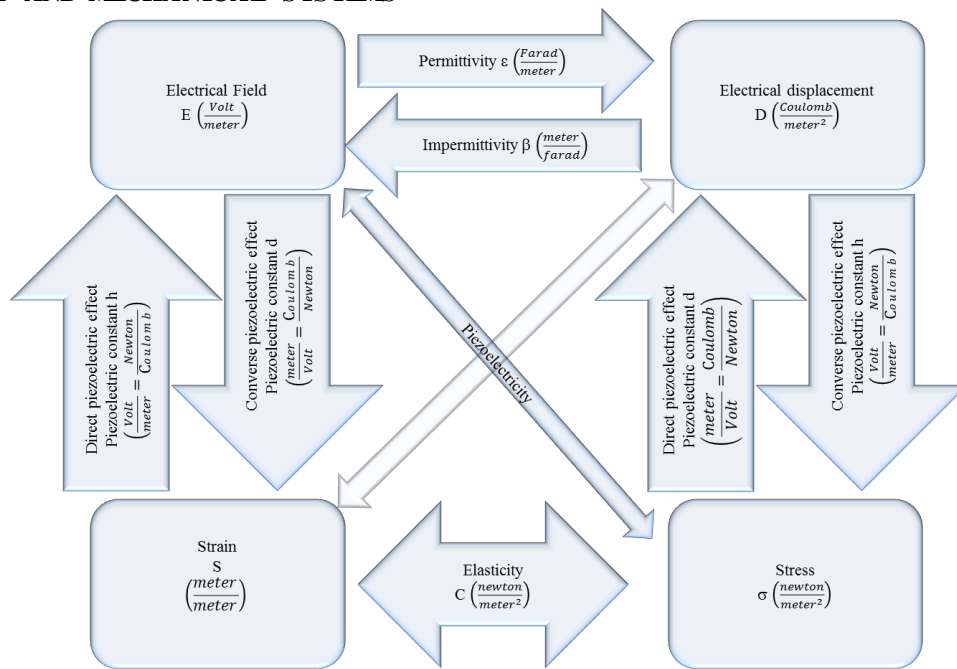 AND MECHANICAL SYSTEMS
Electrical Field
E (Volt/meter)
Permittivity ε (Farad/meter)
Impermittivity β (meter/farad)
Electrical displacement
D (Coulomb/meter²)
Direct piezoelectric effect
Piezoelectric constant h
(Volt/meter = Newton/Coulomb)
Converse piezoelectric effect
Piezoelectric constant d
(meter/Volt = Coulomb/Newton)
Piezoelectricity
Direct piezoelectric effect
Piezoelectric constant d
(meter/Volt = Coulomb/Newton)
Converse piezoelectric effect
Piezoelectric constant h
(Volt/meter = Newton/Coulomb)
Strain
S
(meter/meter)
Elasticity
C (newton/meter²)
Stress
σ (newton/meter²)